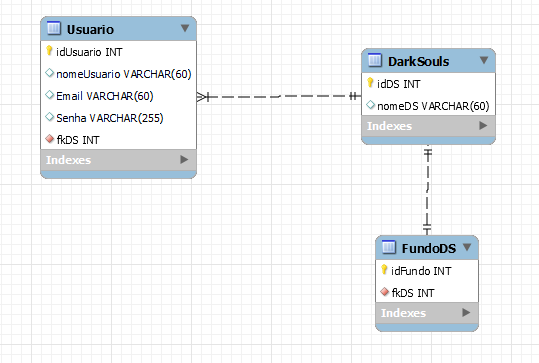 Usuario
idUsuario INT
nomeUsuario VARCHAR(60)
Email VARCHAR(60)
Senha VARCHAR(255)
fkDS INT
Indexes
DarkSouls
idDS INT
nomeDS VARCHAR(60)
Indexes
FundoDS
idFundo INT
fkDS INT
Indexes